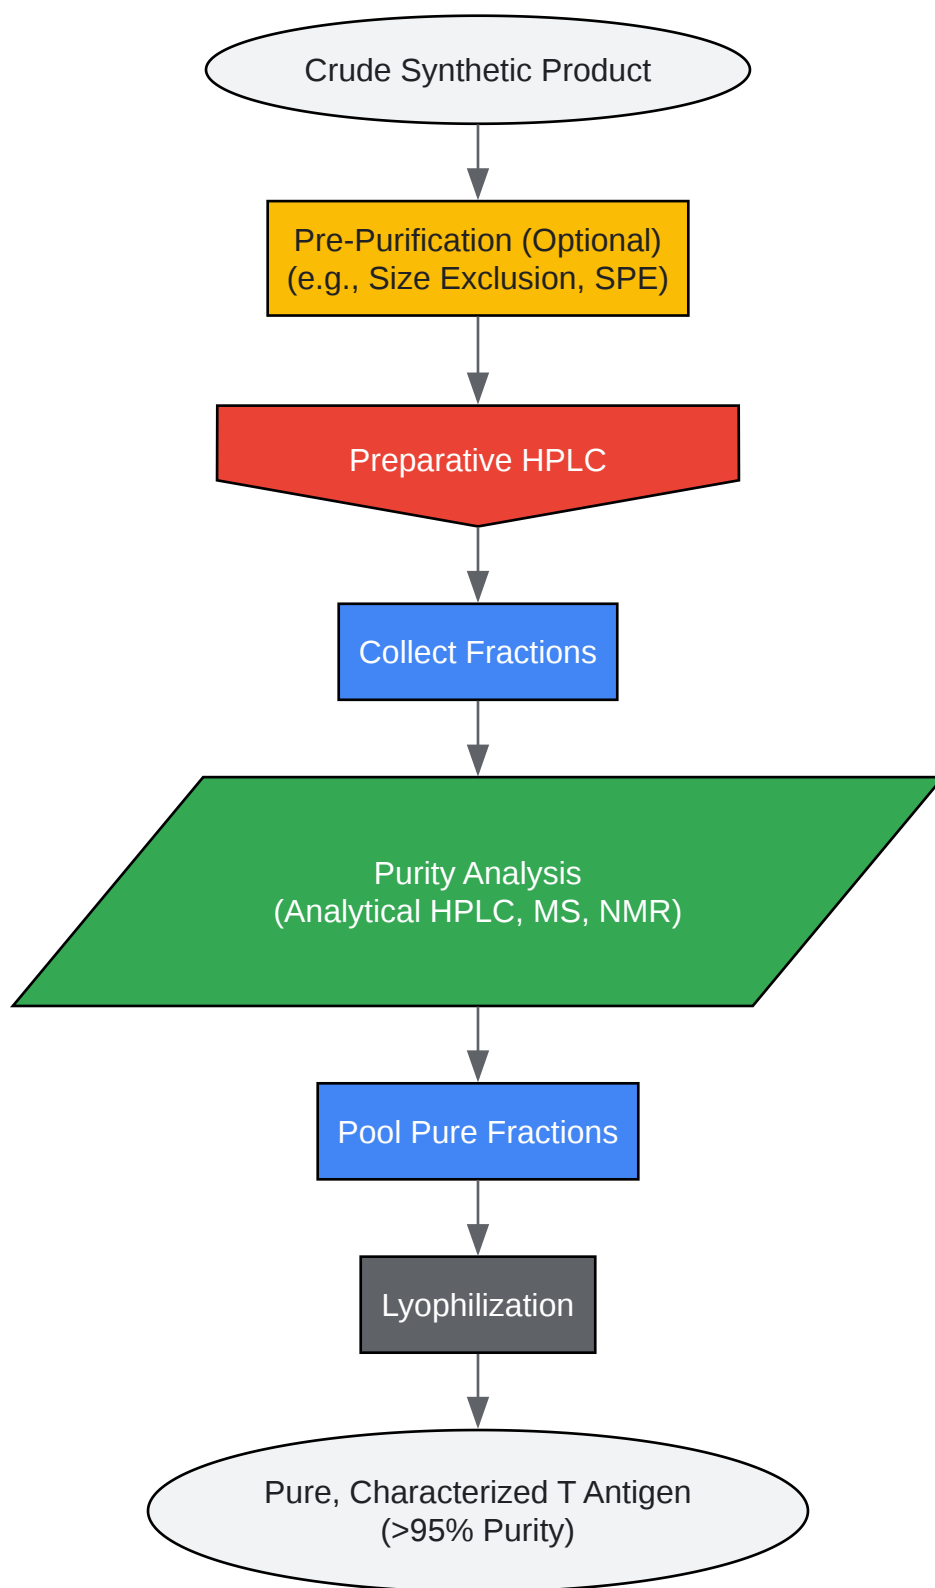 Crude Synthetic Product
Pre-Purification (Optional)
(e.g., Size Exclusion, SPE)
Preparative HPLC
Collect Fractions
Purity Analysis
(Analytical HPLC, MS, NMR)
Pool Pure Fractions
Lyophilization
Pure, Characterized T Antigen
(>95% Purity)